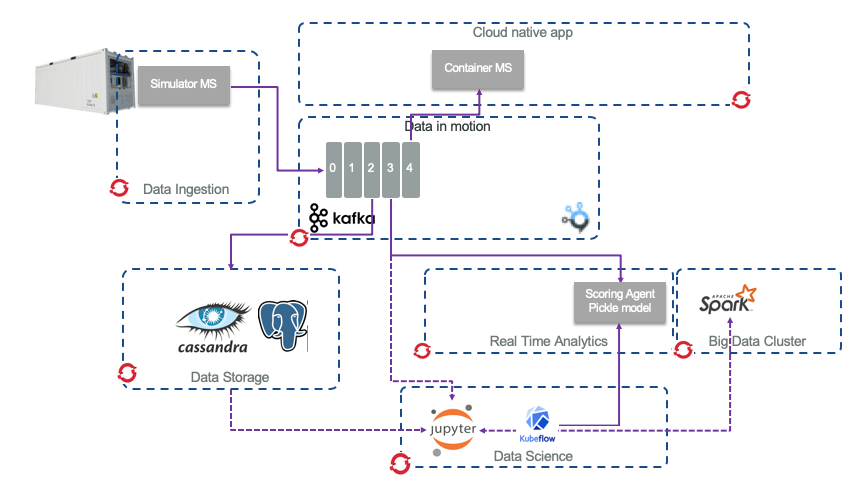 Cloud native app
Simulator MS
Container MS
Data in motion
0 1 2 3 4
Data Ingestion
kafka
Scoring Agent
Pickle model
APACHE
Spark
cassandra
Real Time Analytics
Big Data Cluster
Data Storage
jupyter
Kubeflow
Data Science